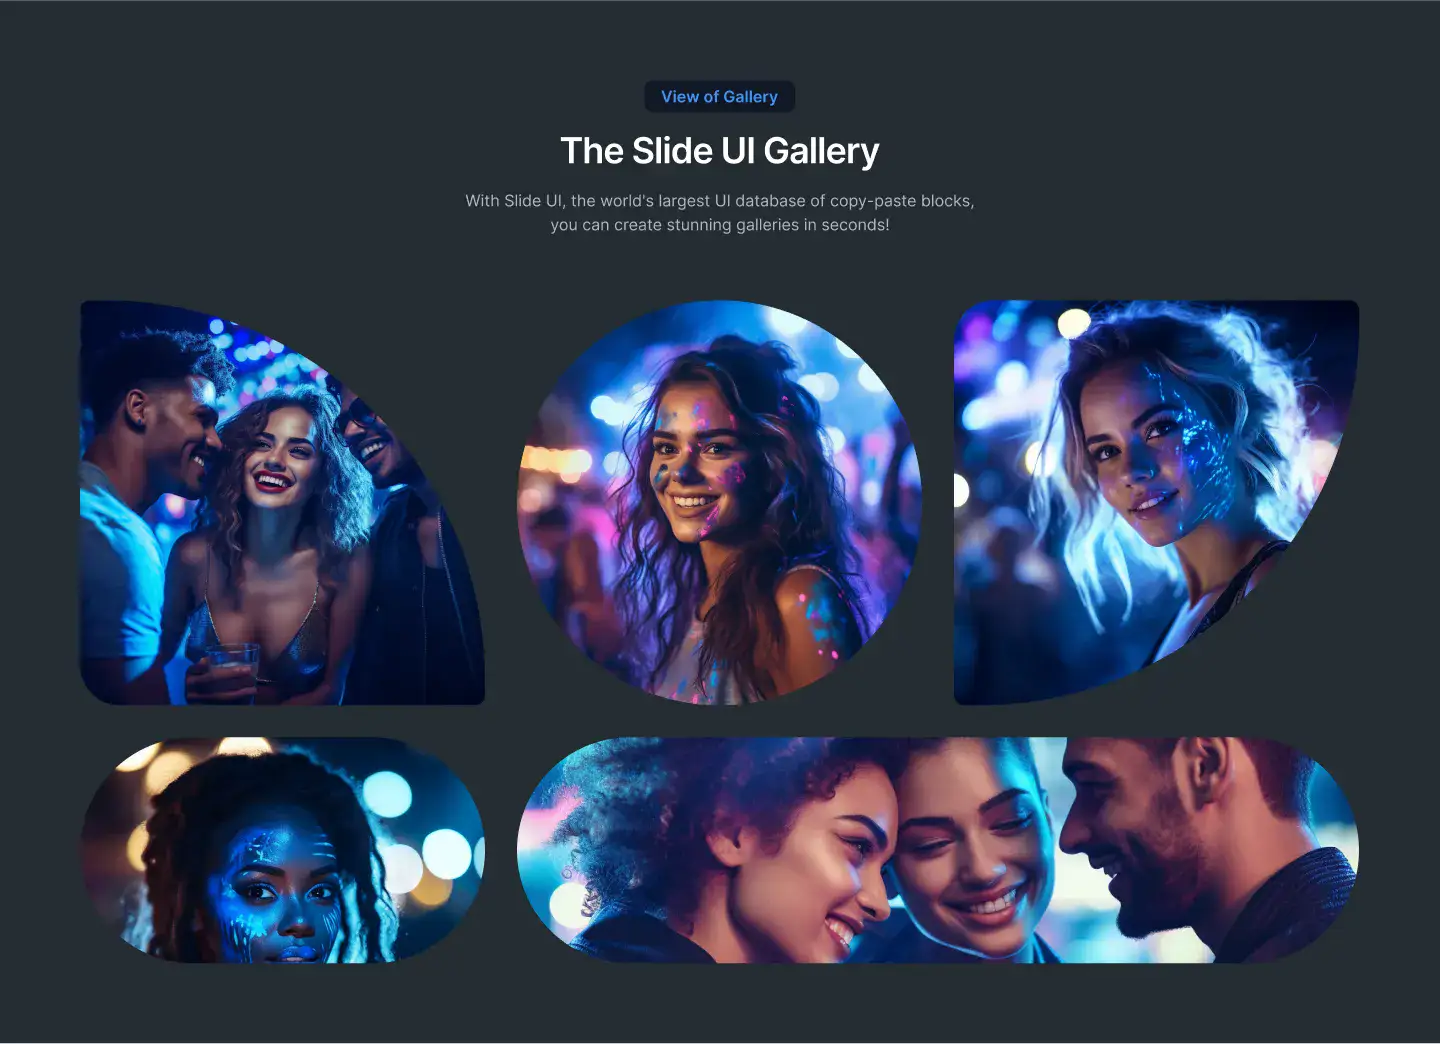 View of Gallery
The Slide UI Gallery
With Slide UI, the world's largest UI database of copy-paste blocks,
you can create stunning galleries in seconds!